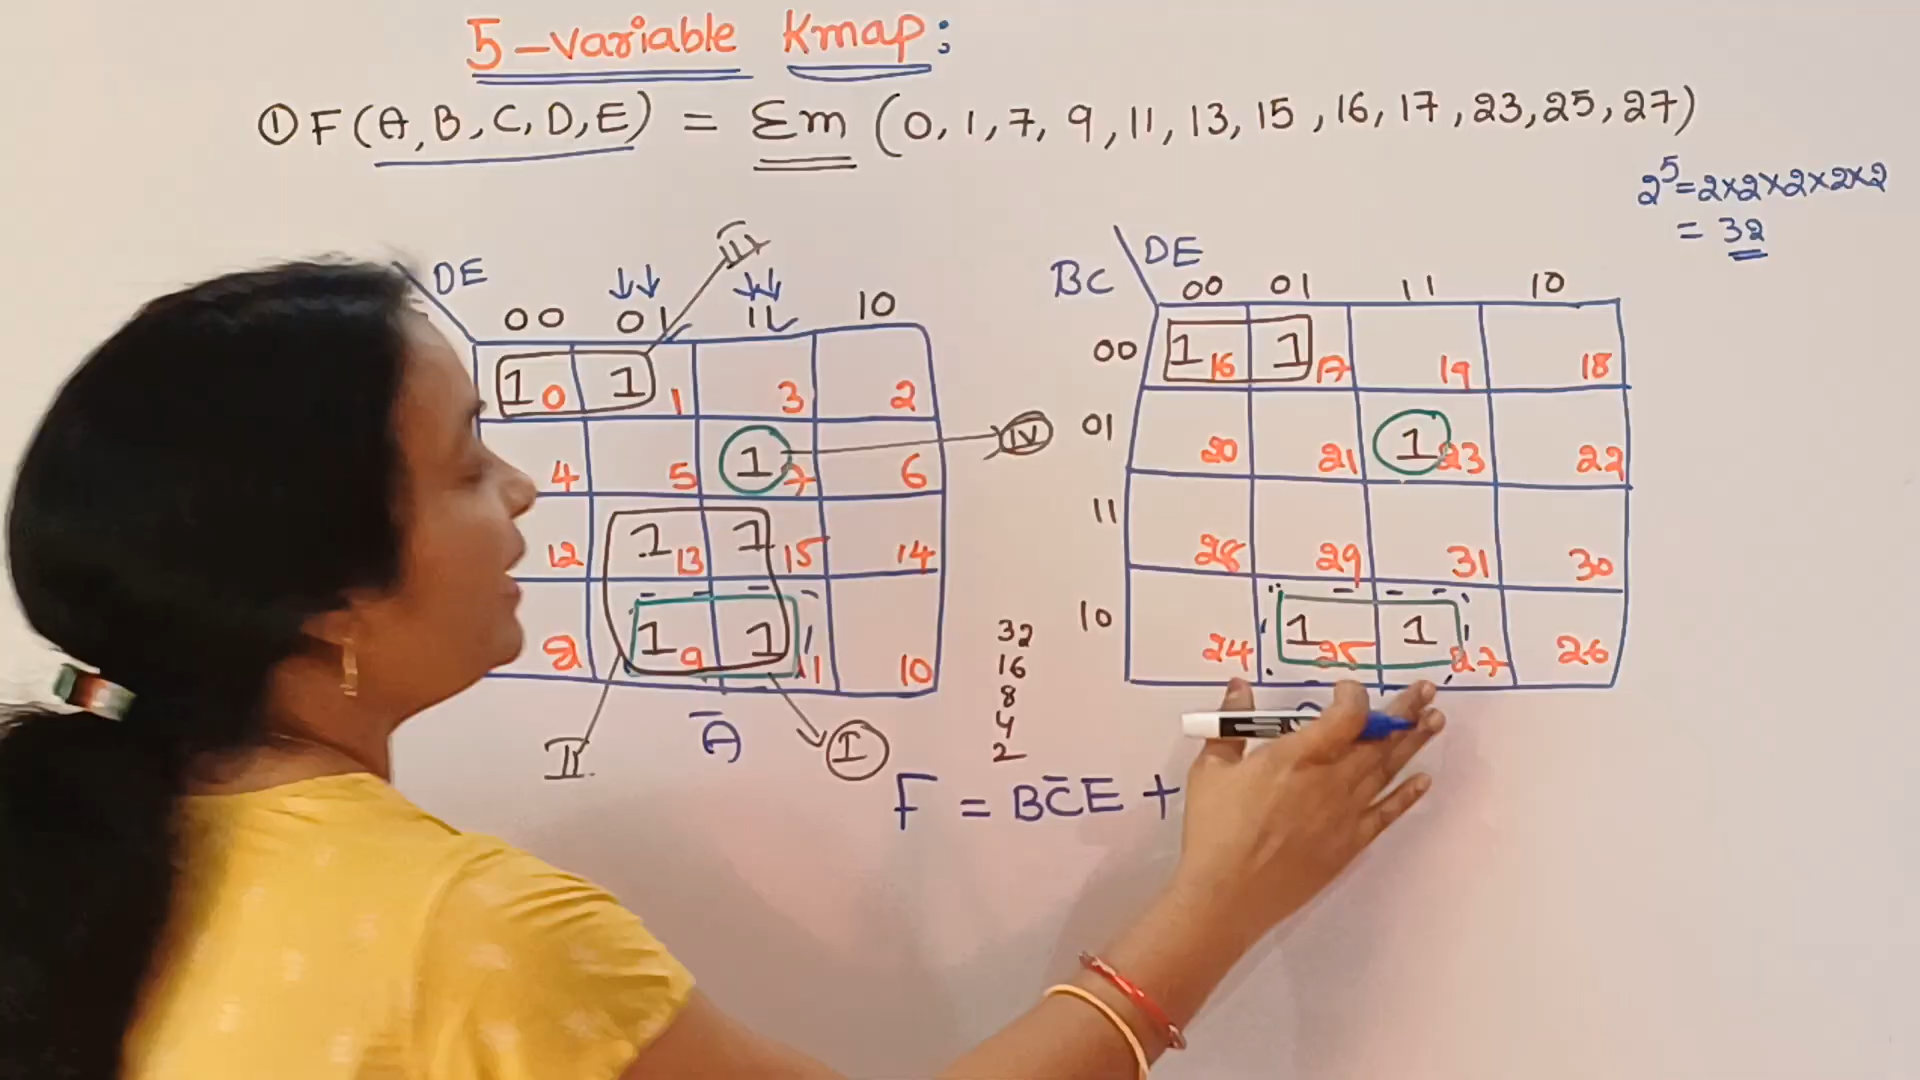 5-variable Kmap:
① F(A,B,C,D,E) = Σm (0, 1, 7, 9, 11, 13, 15, 16, 17, 23, 25, 27)
2⁵ = 2×2×2×2×2
= 32
DE
00 01 11 10
III
1 0 1 1 3 2
4 5 1 7 6
IV
12 1 13 1 15 14
8 1 9 1 11 10
II
A̅
I
BC DE
00 01 11 10
00 1 16 1 17 19 18
01 20 21 1 23 22
11 28 29 31 30
10 24 1 25 1 27 26
32
16
8
4
2
F = BC̅E +